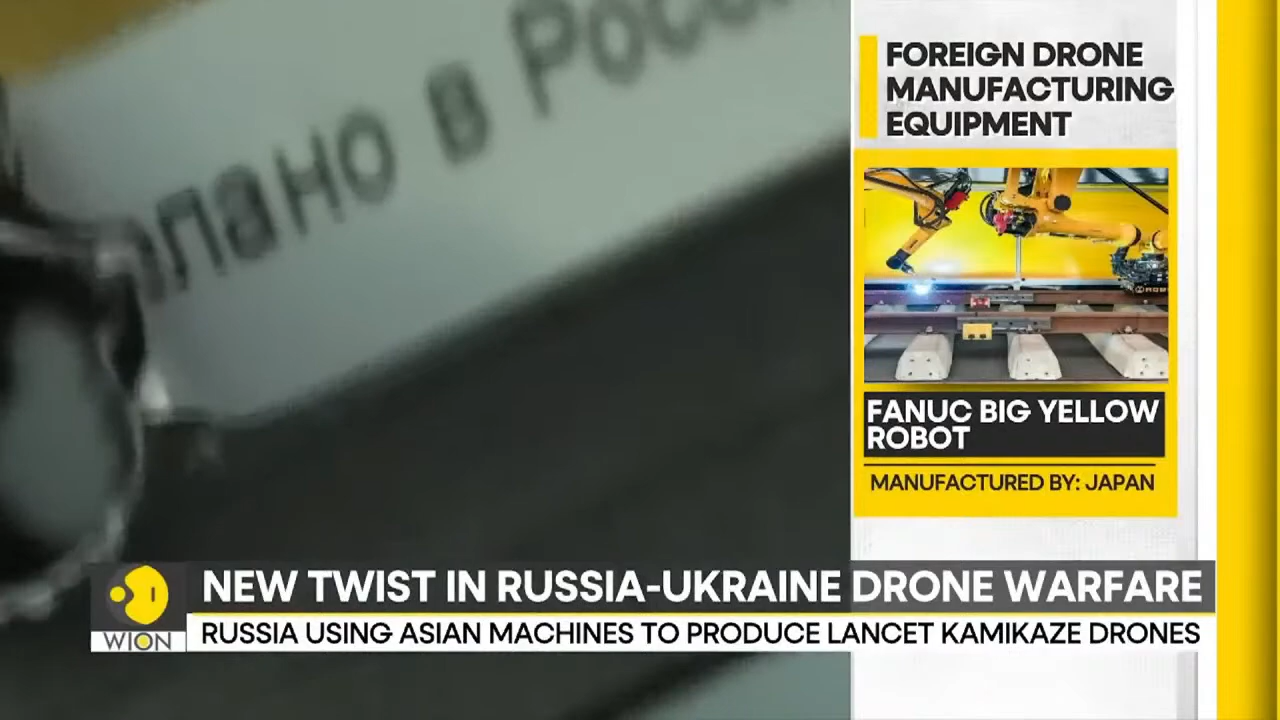 лано в Росс
FOREIGN DRONE
MANUFACTURING
EQUIPMENT
FANUC BIG YELLOW
ROBOT
MANUFACTURED BY: JAPAN
NEW TWIST IN RUSSIA-UKRAINE DRONE WARFARE
RUSSIA USING ASIAN MACHINES TO PRODUCE LANCET KAMIKAZE DRONES
WION